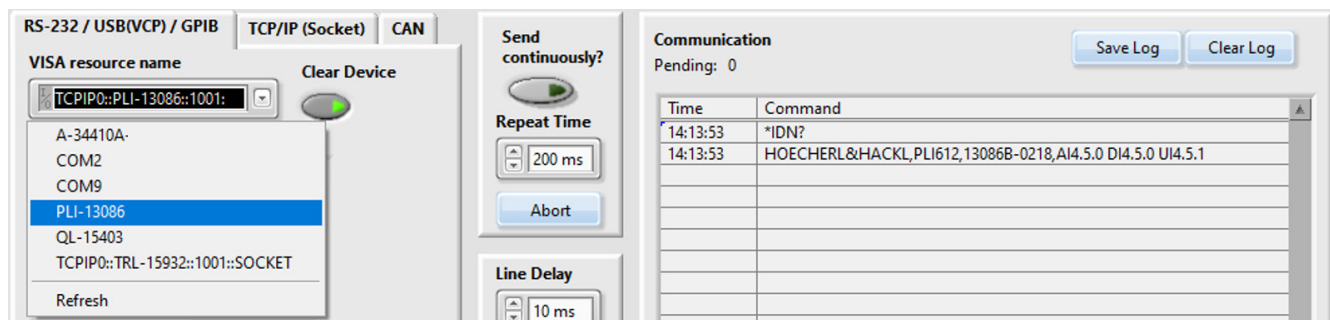 RS-232 / USB(VCP) / GPIB
TCP/IP (Socket)
CAN
VISA resource name
Clear Device
TCPIP0::PLI-13086::1001:
A-34410A-
COM2
COM9
PLI-13086
QL-15403
TCPIP0::TRL-15932::1001::SOCKET
Refresh
Send
continuously?
Repeat Time
200 ms
Abort
Line Delay
10 ms
Communication
Pending: 0
Save Log
Clear Log
Time Command
14:13:53 *IDN?
14:13:53 HOECHERL&HACKL,PLI612,13086B-0218,AI4.5.0 DI4.5.0 UI4.5.1